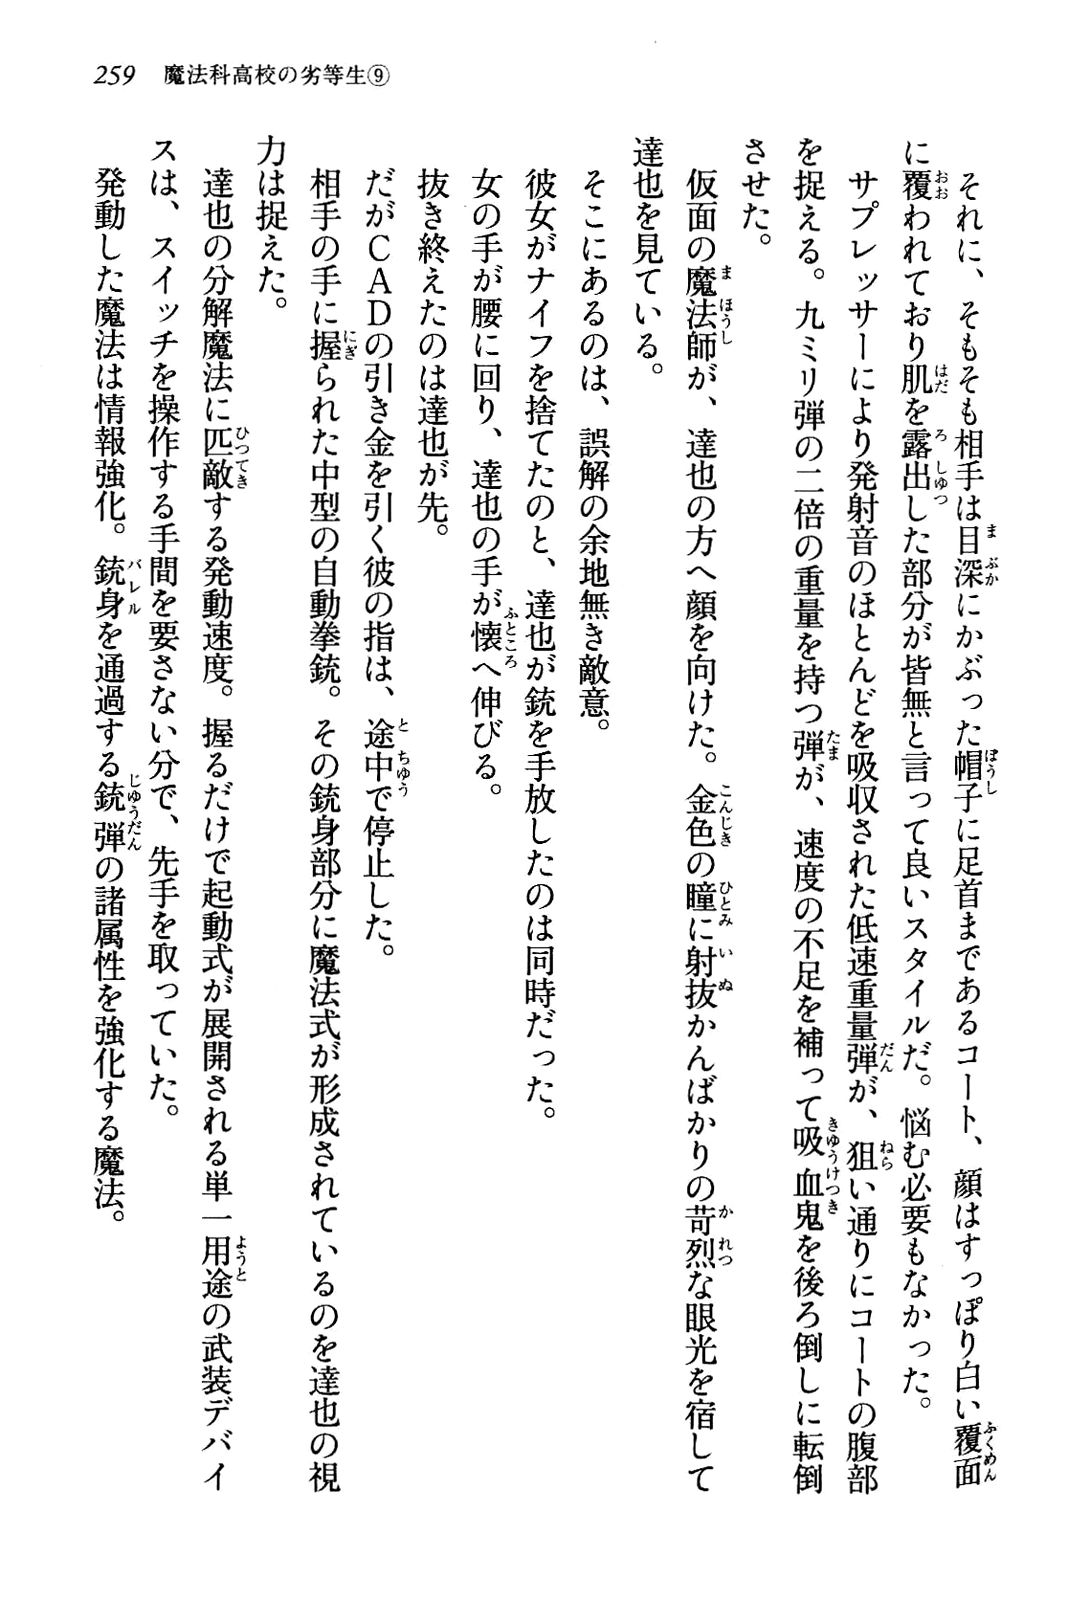 259　魔法科高校の劣等生⑨
それに、そもそも相手は目深にかぶった帽子に足首まであるコート、顔はすっぽり白い覆面
に覆われており肌を露出した部分が皆無と言って良いスタイルだ。悩む必要もなかった。
サプレッサーにより発射音のほとんどを吸収された低速重量弾が、狙い通りにコートの腹部
を捉える。九ミリ弾の二倍の重量を持つ弾が、速度の不足を補って吸血鬼を後ろ倒しに転倒
させた。
仮面の魔法師が、達也の方へ顔を向けた。金色の瞳に射抜かんばかりの苛烈な眼光を宿して
達也を見ている。
そこにあるのは、誤解の余地無き敵意。
彼女がナイフを捨てたのと、達也が銃を手放したのは同時だった。
女の手が腰に回り、達也の手が懐へ伸びる。
抜き終えたのは達也が先。
だがＣＡＤの引き金を引く彼の指は、途中で停止した。
相手の手に握られた中型の自動拳銃。その銃身部分に魔法式が形成されているのを達也の視
力は捉えた。
達也の分解魔法に匹敵する発動速度。握るだけで起動式が展開される単一用途の武装デバイ
スは、スイッチを操作する手間を要さない分で、先手を取っていた。
発動した魔法は情報強化。銃身を通過する銃弾の諸属性を強化する魔法。